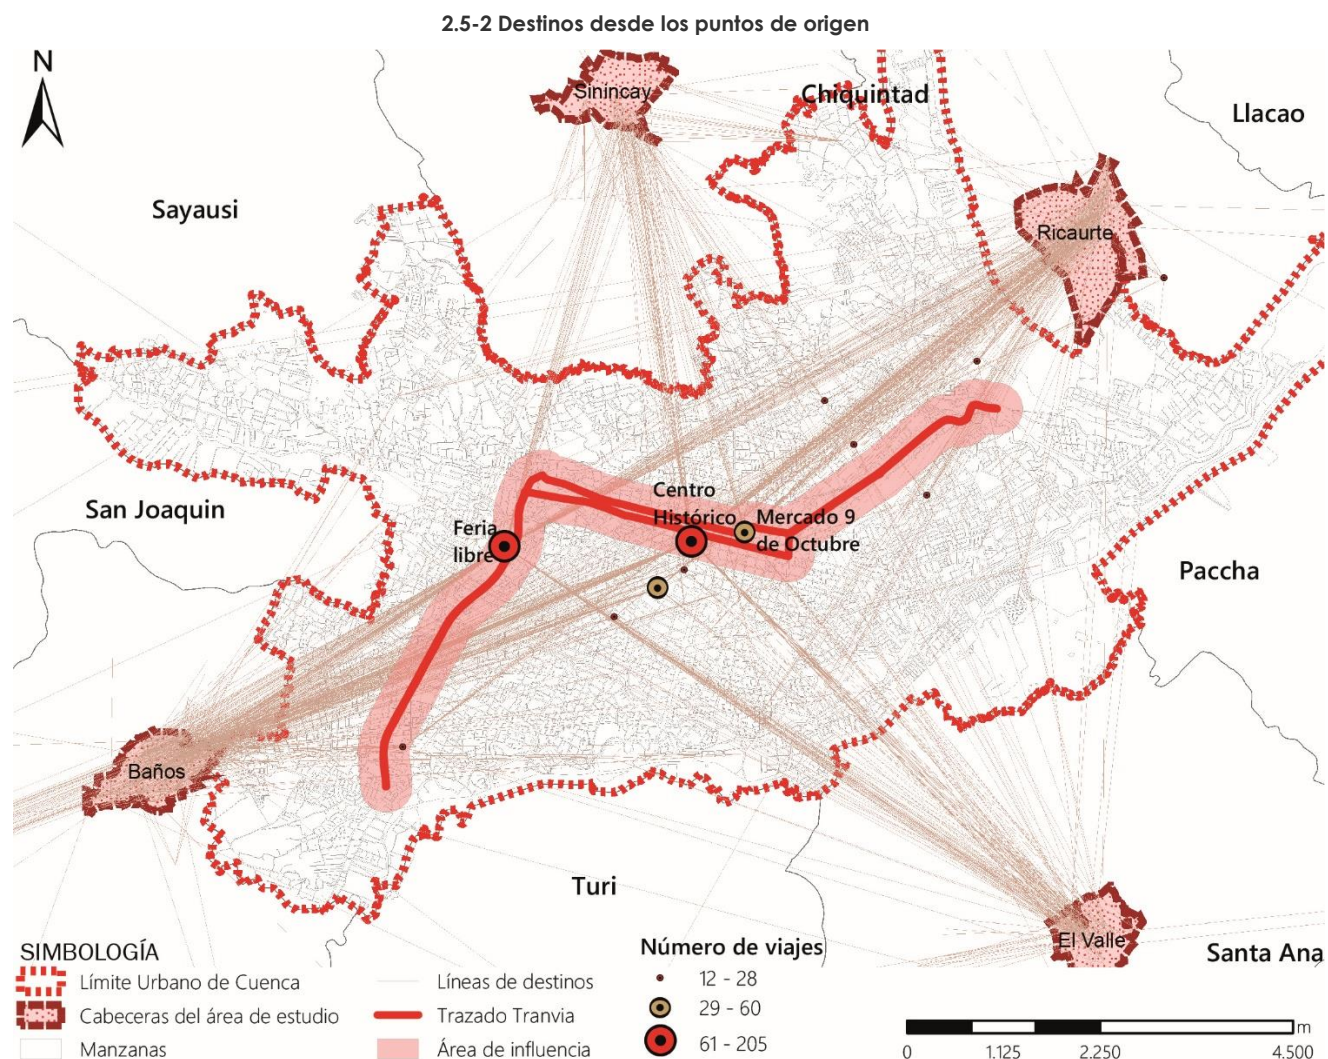 2.5-2 Destinos desde los puntos de origen
N
Sinincay
Chiquintad
Llacao
Sayausi
Ricaurte
San Joaquin
Centro
Histórico
Mercado 9
de Octubre
Feria
libre
Paccha
Baños
Turi
El Valle
Santa Ana
SIMBOLOGÍA
Límite Urbano de Cuenca
Cabeceras del área de estudio
Manzanas
Líneas de destinos
Trazado Tranvia
Área de influencia
Número de viajes
12 - 28
29 - 60
61 - 205
m
0 1.125 2.250 4.500